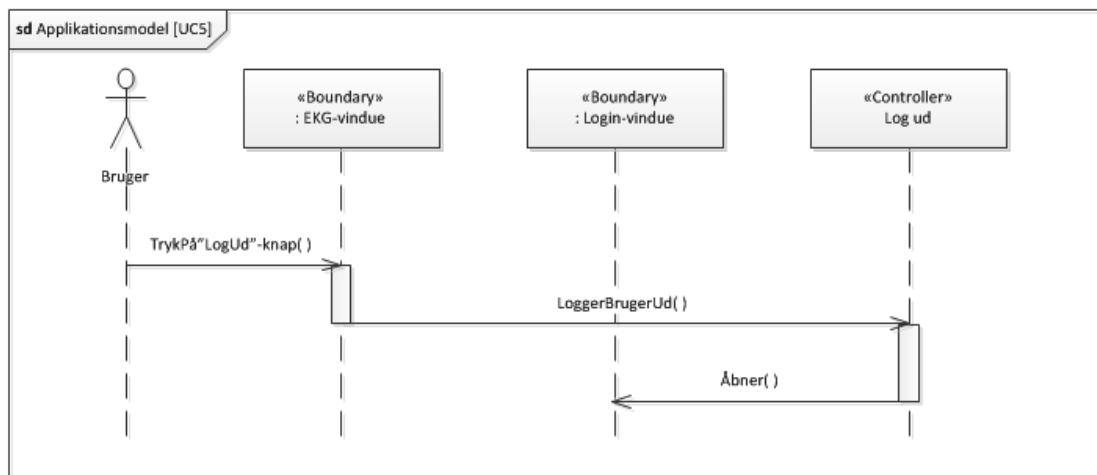 sd Applikationsmodel [UC5]
«Boundary»
: EKG-vindue
«Boundary»
: Login-vindue
«Controller»
Log ud
Bruger
TrykPå"LogUd"-knap( )
LoggerBrugerUd( )
Åbner( )